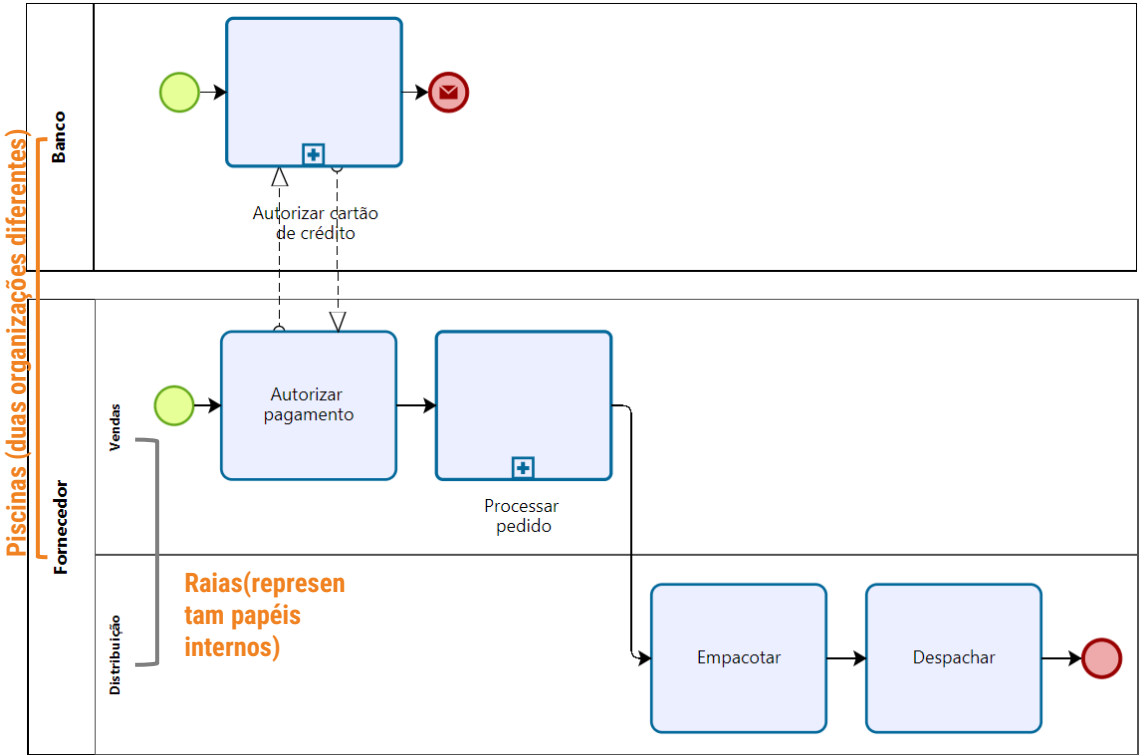 Piscinas (duas organizações diferentes)
Banco
Autorizar cartão
de crédito
Fornecedor
Vendas
Autorizar
pagamento
Processar
pedido
Raias(represen
tam papéis
internos)
Distribuição
Empacotar
Despachar